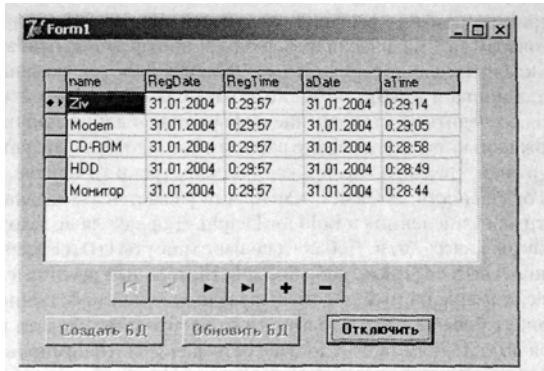 Form1
name RegDate RegTime aDate aTime
Ziv 31.01.2004 0:29:57 31.01.2004 0:29:14
Modem 31.01.2004 0:29:57 31.01.2004 0:29:05
CD-ROM 31.01.2004 0:29:57 31.01.2004 0:28:58
HDD 31.01.2004 0:29:57 31.01.2004 0:28:49
Монитор 31.01.2004 0:29:57 31.01.2004 0:28:44
Создать БД Обновить БД Отключить